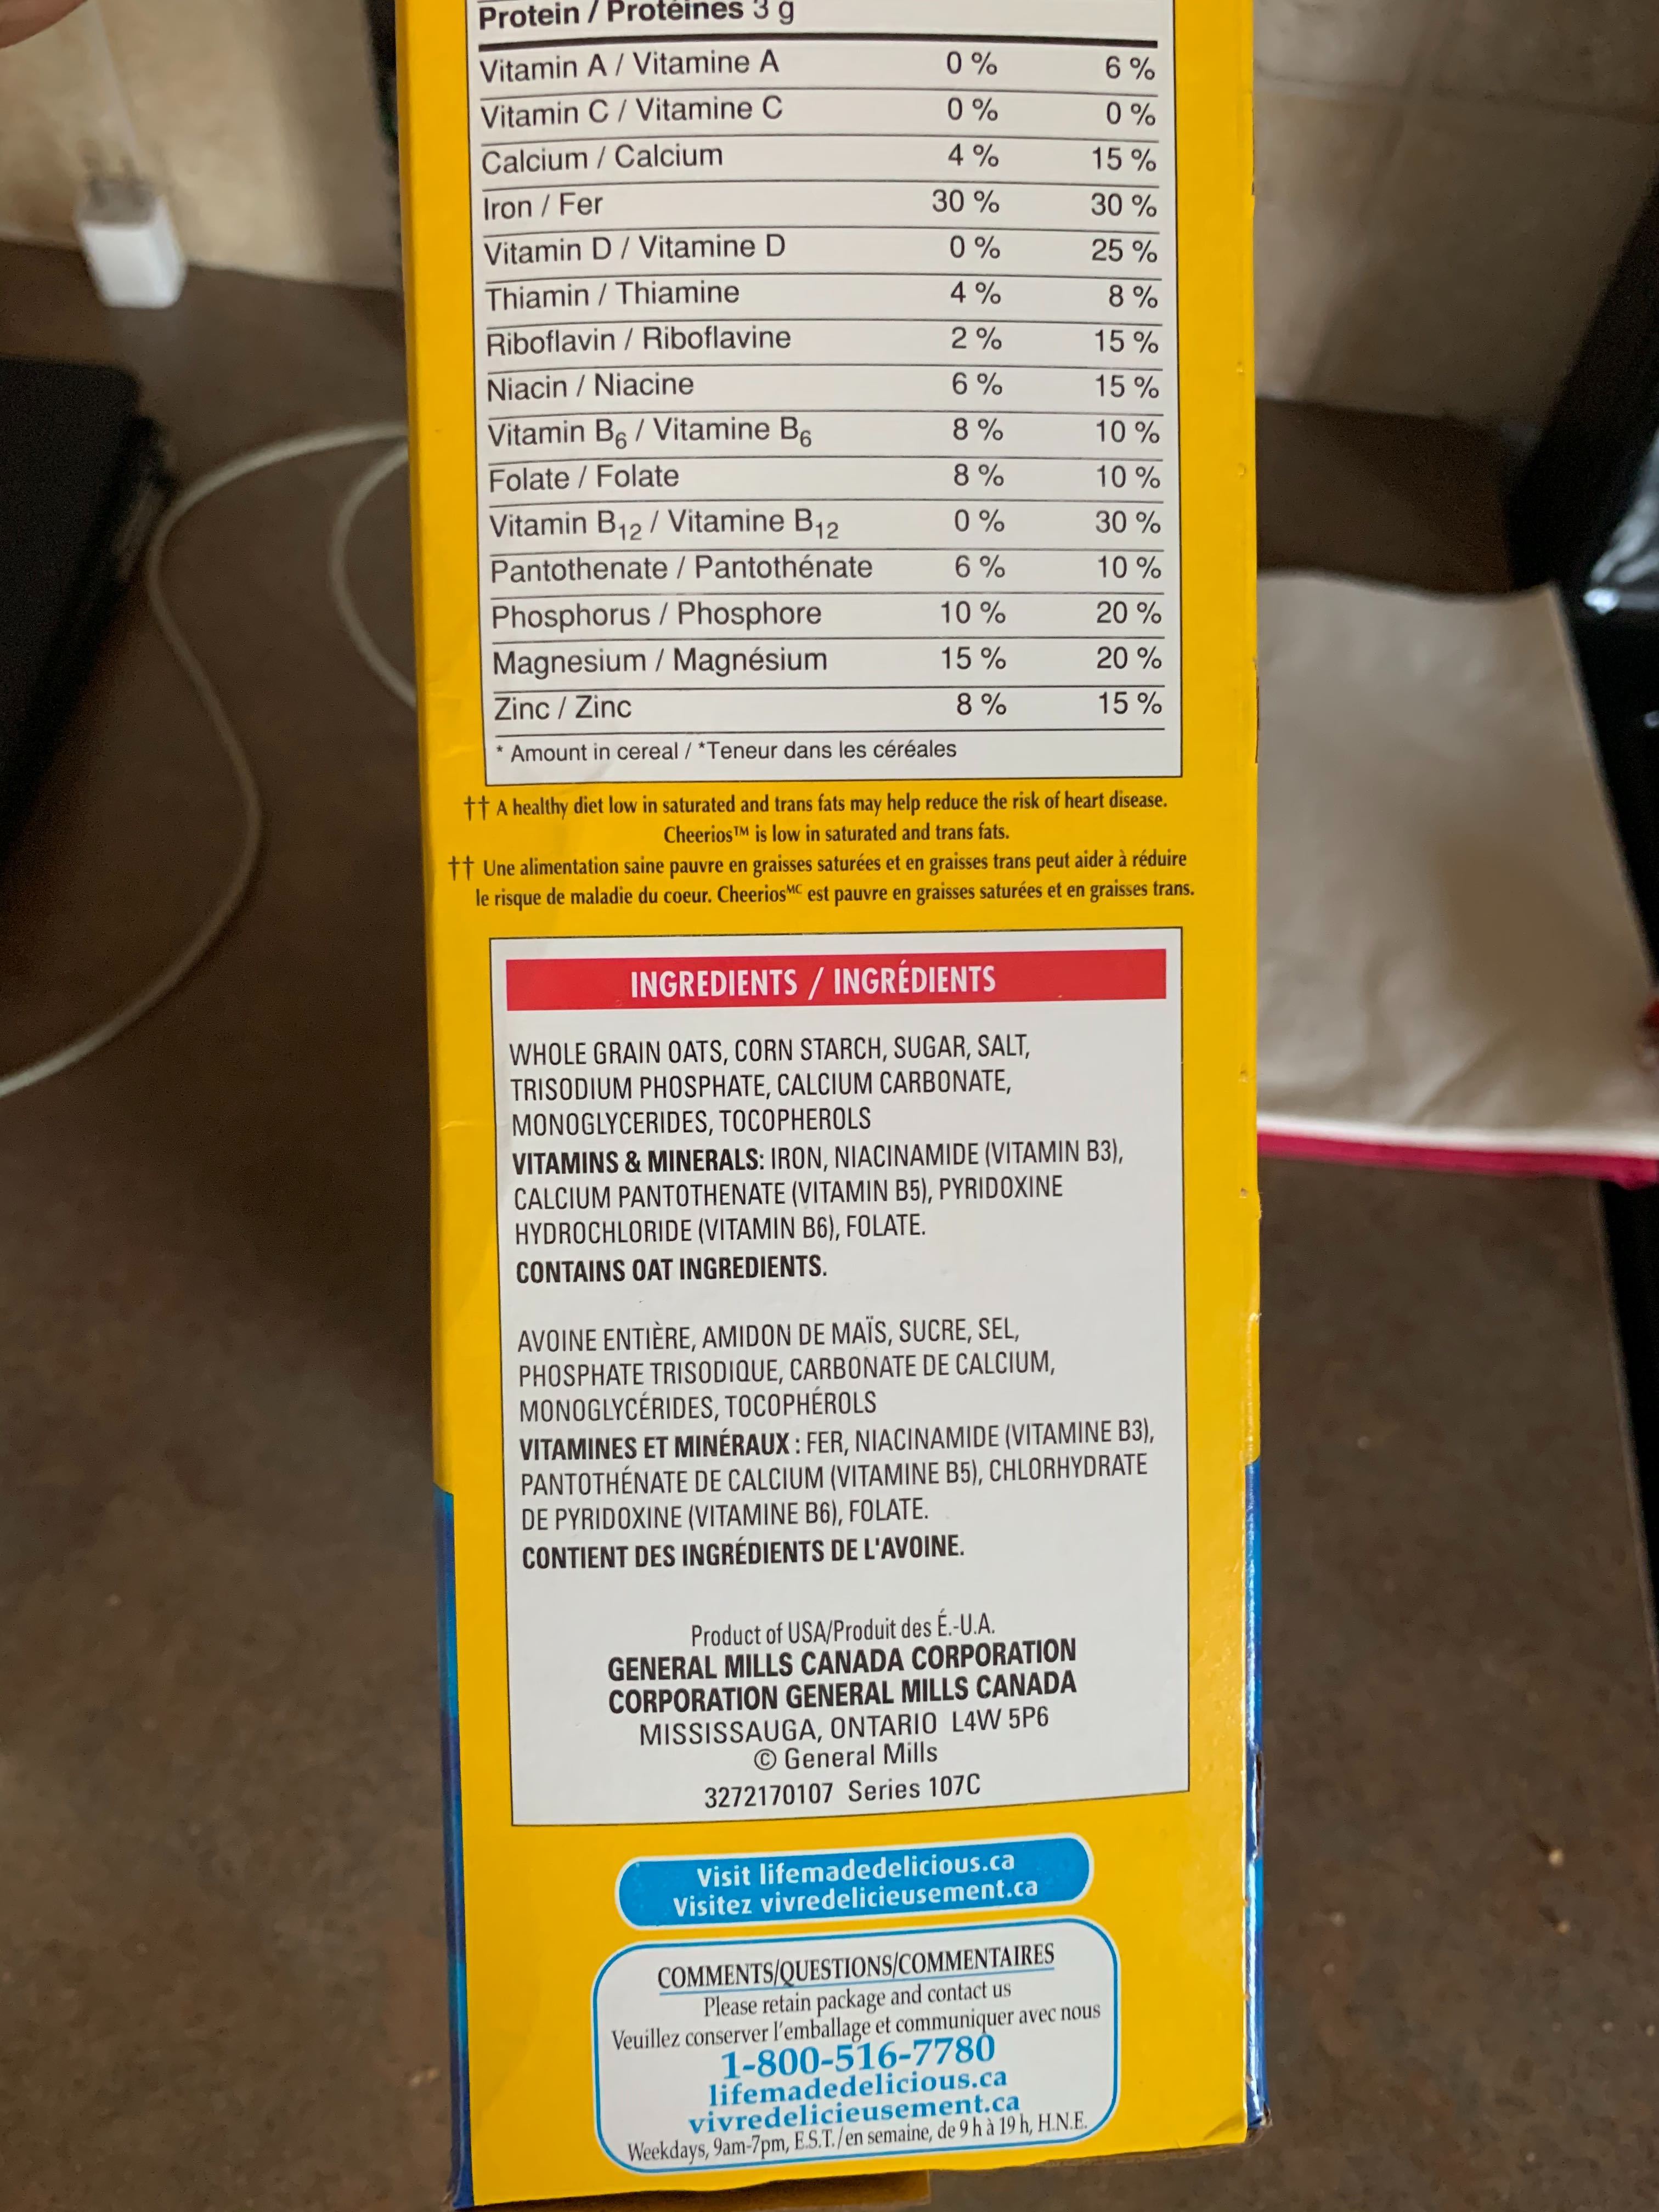 Protein / Protéines 3 g
Vitamin A / Vitamine A 0 % 6 %
Vitamin C / Vitamine C 0 % 0 %
Calcium / Calcium 4 % 15 %
Iron / Fer 30 % 30 %
Vitamin D / Vitamine D 0 % 25 %
Thiamin / Thiamine 4 % 8 %
Riboflavin / Riboflavine 2 % 15 %
Niacin / Niacine 6 % 15 %
Vitamin B6 / Vitamine B6 8 % 10 %
Folate / Folate 8 % 10 %
Vitamin B12 / Vitamine B12 0 % 30 %
Pantothenate / Pantothénate 6 % 10 %
Phosphorus / Phosphore 10 % 20 %
Magnesium / Magnésium 15 % 20 %
Zinc / Zinc 8 % 15 %
* Amount in cereal / *Teneur dans les céréales
†† A healthy diet low in saturated and trans fats may help reduce the risk of heart disease.
Cheerios™ is low in saturated and trans fats.
†† Une alimentation saine pauvre en graisses saturées et en graisses trans peut aider à réduire
le risque de maladie du coeur. Cheerios MC est pauvre en graisses saturées et en graisses trans.
INGREDIENTS / INGRÉDIENTS
WHOLE GRAIN OATS, CORN STARCH, SUGAR, SALT,
TRISODIUM PHOSPHATE, CALCIUM CARBONATE,
MONOGLYCERIDES, TOCOPHEROLS
VITAMINS & MINERALS: IRON, NIACINAMIDE (VITAMIN B3),
CALCIUM PANTOTHENATE (VITAMIN B5), PYRIDOXINE
HYDROCHLORIDE (VITAMIN B6), FOLATE.
CONTAINS OAT INGREDIENTS.
AVOINE ENTIÈRE, AMIDON DE MAÏS, SUCRE, SEL,
PHOSPHATE TRISODIQUE, CARBONATE DE CALCIUM,
MONOGLYCÉRIDES, TOCOPHÉROLS
VITAMINES ET MINÉRAUX : FER, NIACINAMIDE (VITAMINE B3),
PANTOTHÉNATE DE CALCIUM (VITAMINE B5), CHLORHYDRATE
DE PYRIDOXINE (VITAMINE B6), FOLATE.
CONTIENT DES INGRÉDIENTS DE L'AVOINE.
Product of USA/Produit des É.-U.A.
GENERAL MILLS CANADA CORPORATION
CORPORATION GENERAL MILLS CANADA
MISSISSAUGA, ONTARIO L4W 5P6
© General Mills
3272170107 Series 107C
Visit lifemadedelicious.ca
Visitez vivredelicieusement.ca
COMMENTS/QUESTIONS/COMMENTAIRES
Please retain package and contact us
Veuillez conserver l'emballage et communiquer avec nous
1-800-516-7780
lifemadedelicious.ca
vivredelicieusement.ca
Weekdays, 9am-7pm, E.S.T./en semaine, de 9 h à 19 h, H.N.E.